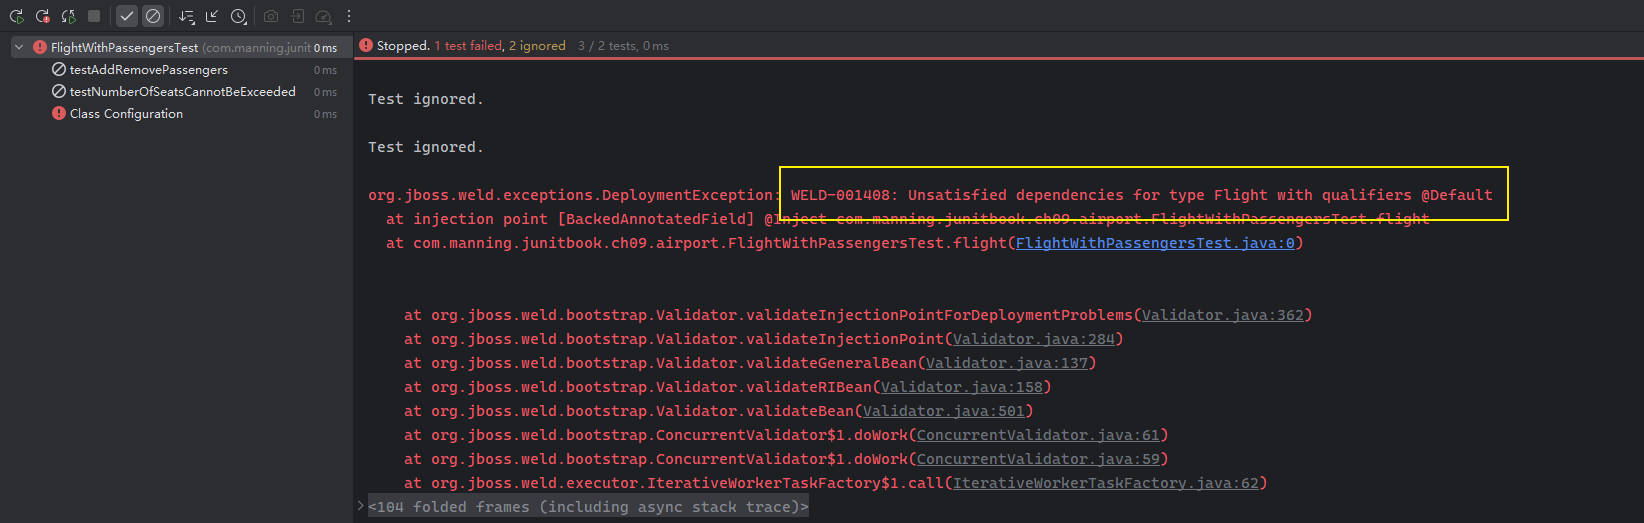 FlightWithPassengersTest (com.manning.junit 0 ms
testAddRemovePassengers 0 ms
testNumberOfSeatsCannotBeExceeded 0 ms
Class Configuration 0 ms
Stopped. 1 test failed, 2 ignored 3 / 2 tests, 0 ms
Test ignored.
Test ignored.
org.jboss.weld.exceptions.DeploymentException: WELD-001408: Unsatisfied dependencies for type Flight with qualifiers @Default
at injection point [BackedAnnotatedField] @Inject com.manning.junitbook.ch09.airport.FlightWithPassengersTest.flight
at com.manning.junitbook.ch09.airport.FlightWithPassengersTest.flight(FlightWithPassengersTest.java:0)
at org.jboss.weld.bootstrap.Validator.validateInjectionPointForDeploymentProblems(Validator.java:362)
at org.jboss.weld.bootstrap.Validator.validateInjectionPoint(Validator.java:284)
at org.jboss.weld.bootstrap.Validator.validateGeneralBean(Validator.java:137)
at org.jboss.weld.bootstrap.Validator.validateRIBean(Validator.java:158)
at org.jboss.weld.bootstrap.Validator.validateBean(Validator.java:501)
at org.jboss.weld.bootstrap.ConcurrentValidator$1.doWork(ConcurrentValidator.java:61)
at org.jboss.weld.bootstrap.ConcurrentValidator$1.doWork(ConcurrentValidator.java:59)
at org.jboss.weld.executor.IterativeWorkerTaskFactory$1.call(IterativeWorkerTaskFactory.java:62)
<104 folded frames (including async stack trace)>